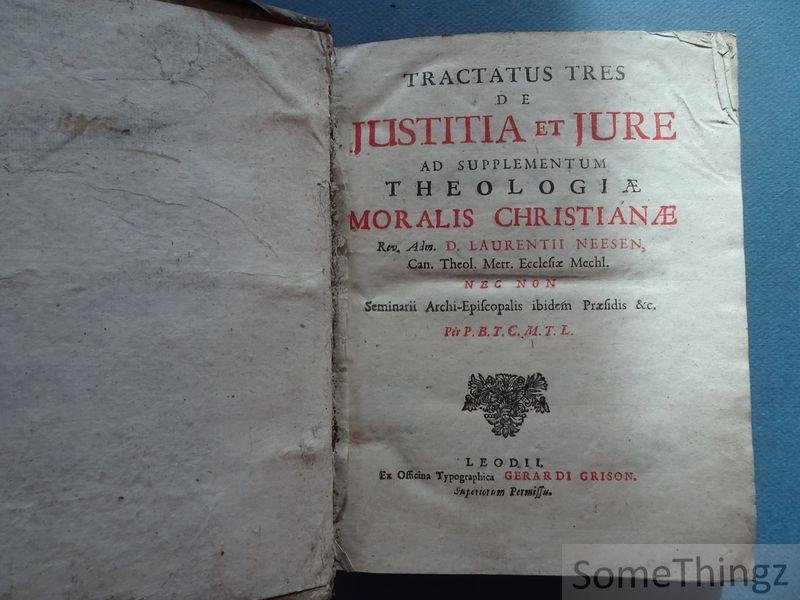 TRACTATUS TRES
DE
JUSTITIA ET JURE
AD SUPPLEMENTUM
THEOLOGIÆ
MORALIS CHRISTIANÆ
Rev. Adm. D. LAURENTII NEESEN,
Can. Theol. Metr. Ecclesiæ Mechl.
NEC NON
Seminarii Archi-Episcopalis ibidem Præsidis &c.
Per P. B. T. C. M. T. L.
LEODII,
Ex Officina Typographica GERARDI GRISON.
Superiorum Permissu.
SomeThingz